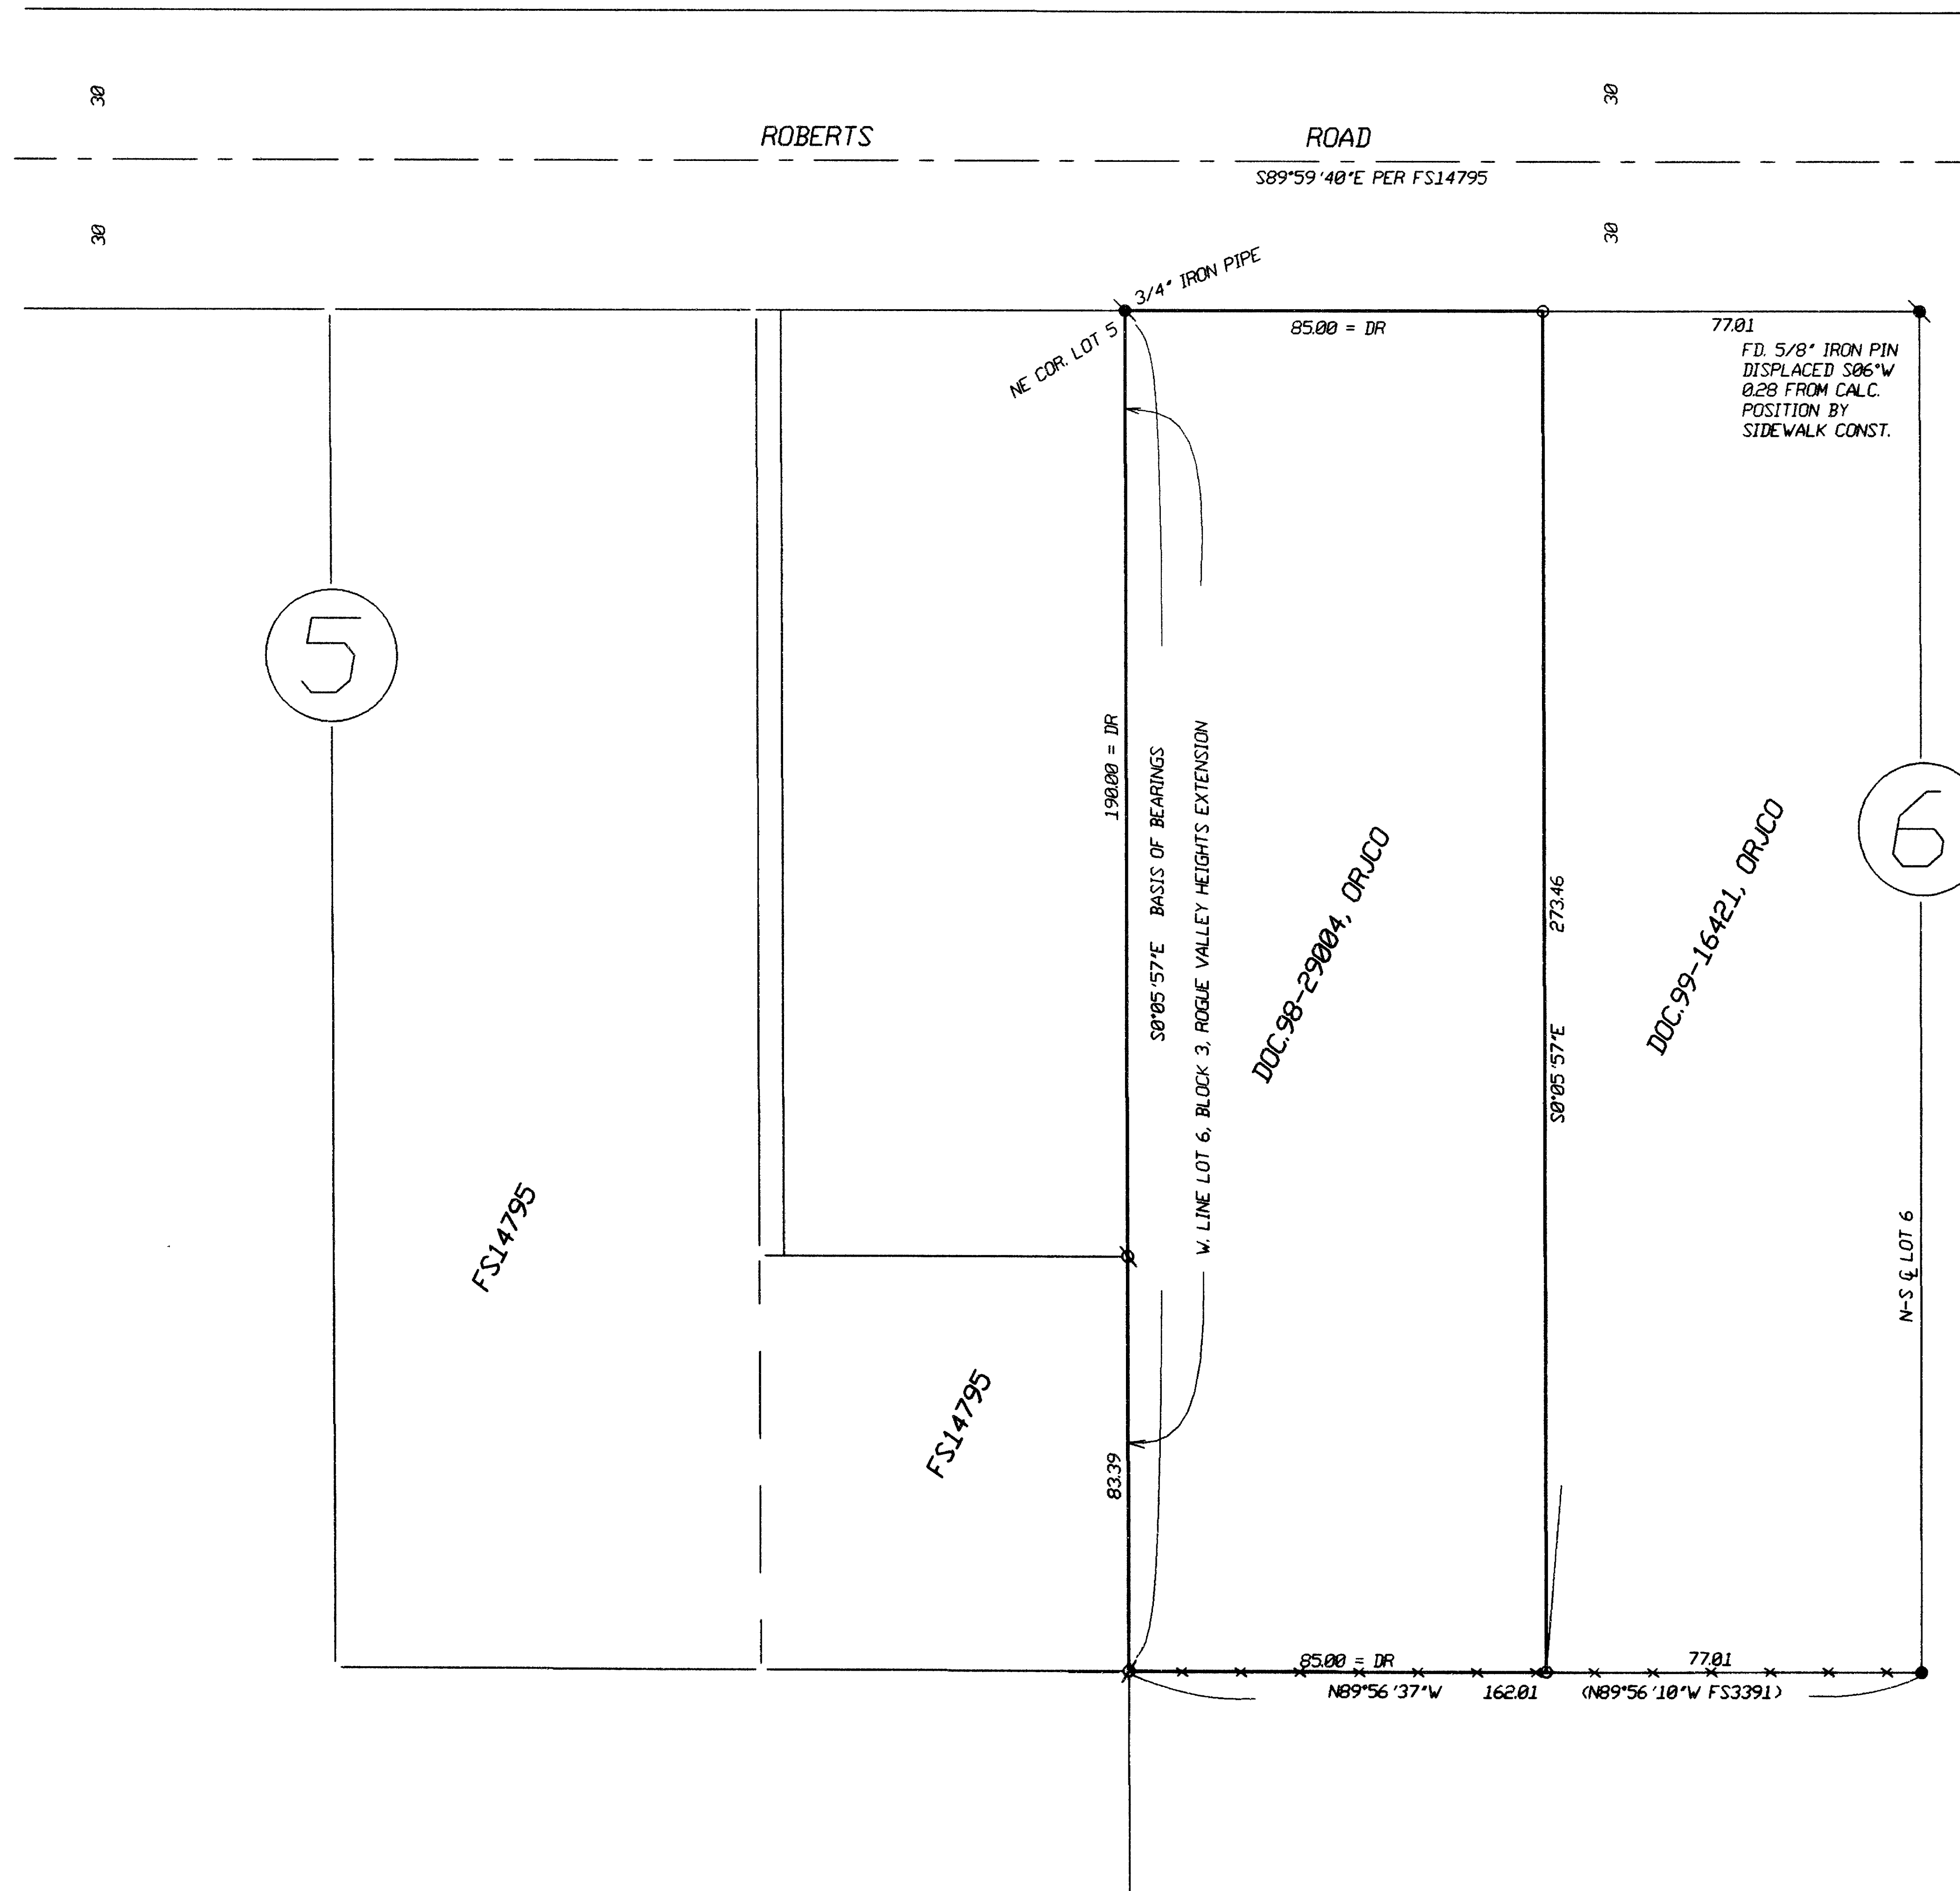 30
30
ROBERTS ROAD
S89°59'40"E PER FS14795
30
30
3/4" IRON PIPE
NE COR. LOT 5
85.00 = DR
77.01
FD. 5/8" IRON PIN
DISPLACED S06°W
0.28 FROM CALC.
POSITION BY
SIDEWALK CONST.
5
6
190.00 = DR
S0°05'57"E BASIS OF BEARINGS
W. LINE LOT 6, BLOCK 3, ROGUE VALLEY HEIGHTS EXTENSION
DOC.98-29004, ORJCO
S0°05'57"E 273.46
DOC.99-16421, ORJCO
N-S ℄ LOT 6
FS14795
FS14795
83.39
85.00 = DR
77.01
N89°56'37"W 162.01 (N89°56'10"W FS3391)